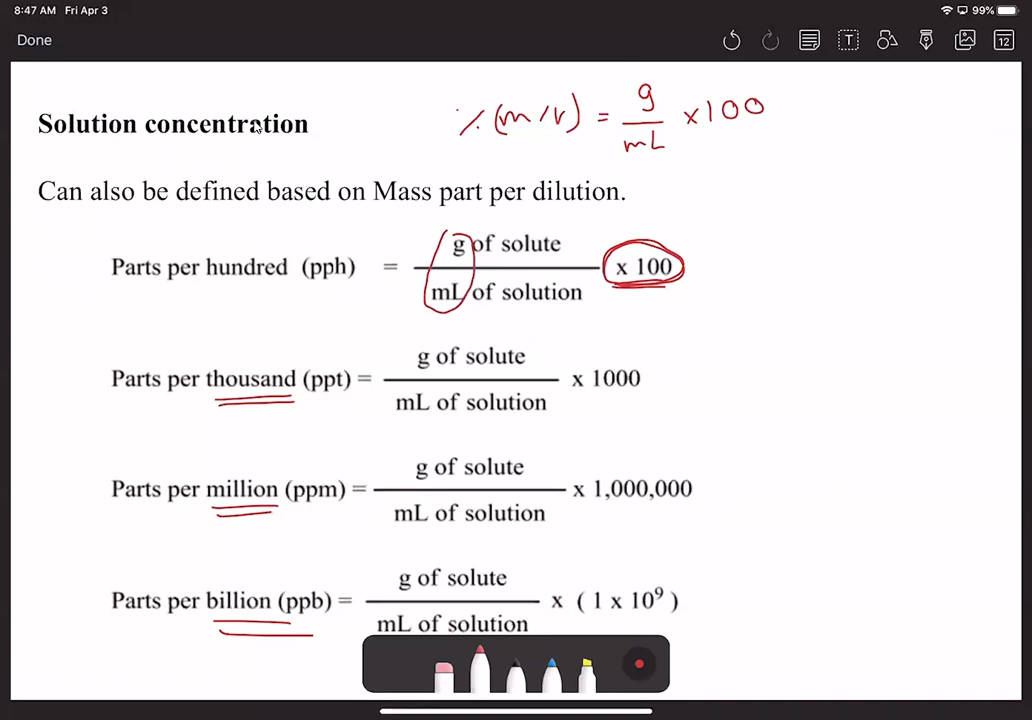 8:47 AM Fri Apr 3 99%
Done T 12
Solution concentration
% (m/v) = g / mL x100
Can also be defined based on Mass part per dilution.
g of solute
Parts per hundred (pph) = x 100
mL of solution
g of solute
Parts per thousand (ppt) = x 1000
mL of solution
g of solute
Parts per million (ppm) = x 1,000,000
mL of solution
g of solute
Parts per billion (ppb) = x ( 1 x 10⁹ )
mL of solution